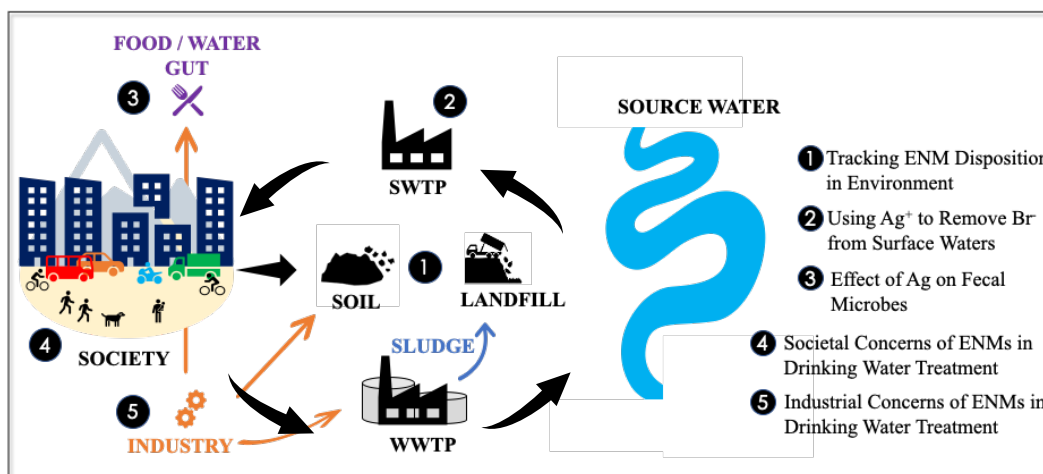 FOOD / WATER
GUT
3
2
SOURCE WATER
SWTP
1
SOIL
LANDFILL
4
SOCIETY
SLUDGE
5
INDUSTRY
WWTP
1 Tracking ENM Disposition
in Environment
2 Using Ag⁺ to Remove Br⁻
from Surface Waters
3 Effect of Ag on Fecal
Microbes
4 Societal Concerns of ENMs in
Drinking Water Treatment
5 Industrial Concerns of ENMs in
Drinking Water Treatment